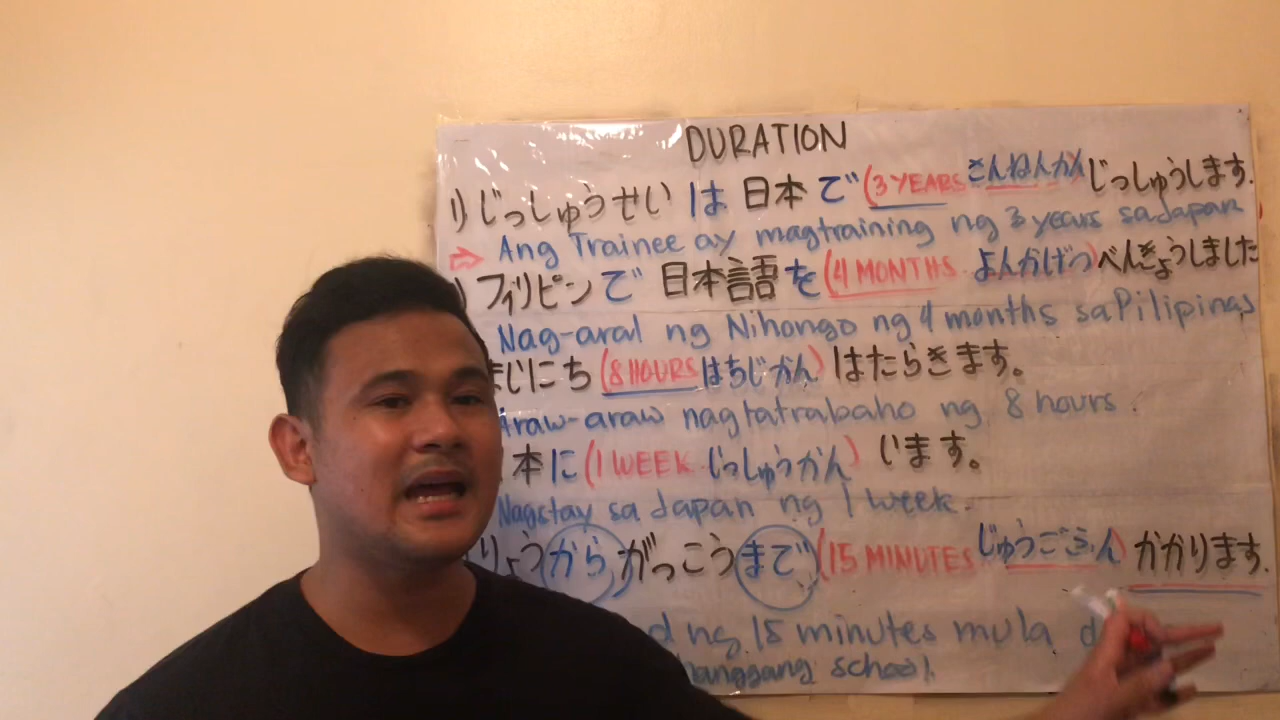 DURATION
1) じっしゅうせい は 日本 で (3 YEARS さんねんかん) じっしゅうします.
⇒ Ang Trainee ay magtraining ng 3 years sa Japan
) フィリピン で 日本語 を (4 MONTHS よんかげつ) べんきょうしました
Nag-aral ng Nihongo ng 4 months sa Pilipinas
まいにち (8 HOURS はちじかん) はたらきます。
Araw-araw nagtatrabaho ng 8 hours.
本に (1 WEEK いっしゅうかん) います。
Nagstay sa Japan ng 1 week.
りょうから がっこうまで (15 MINUTES じゅうごふん) かかります.
ng 15 minutes mula
hanggang school.